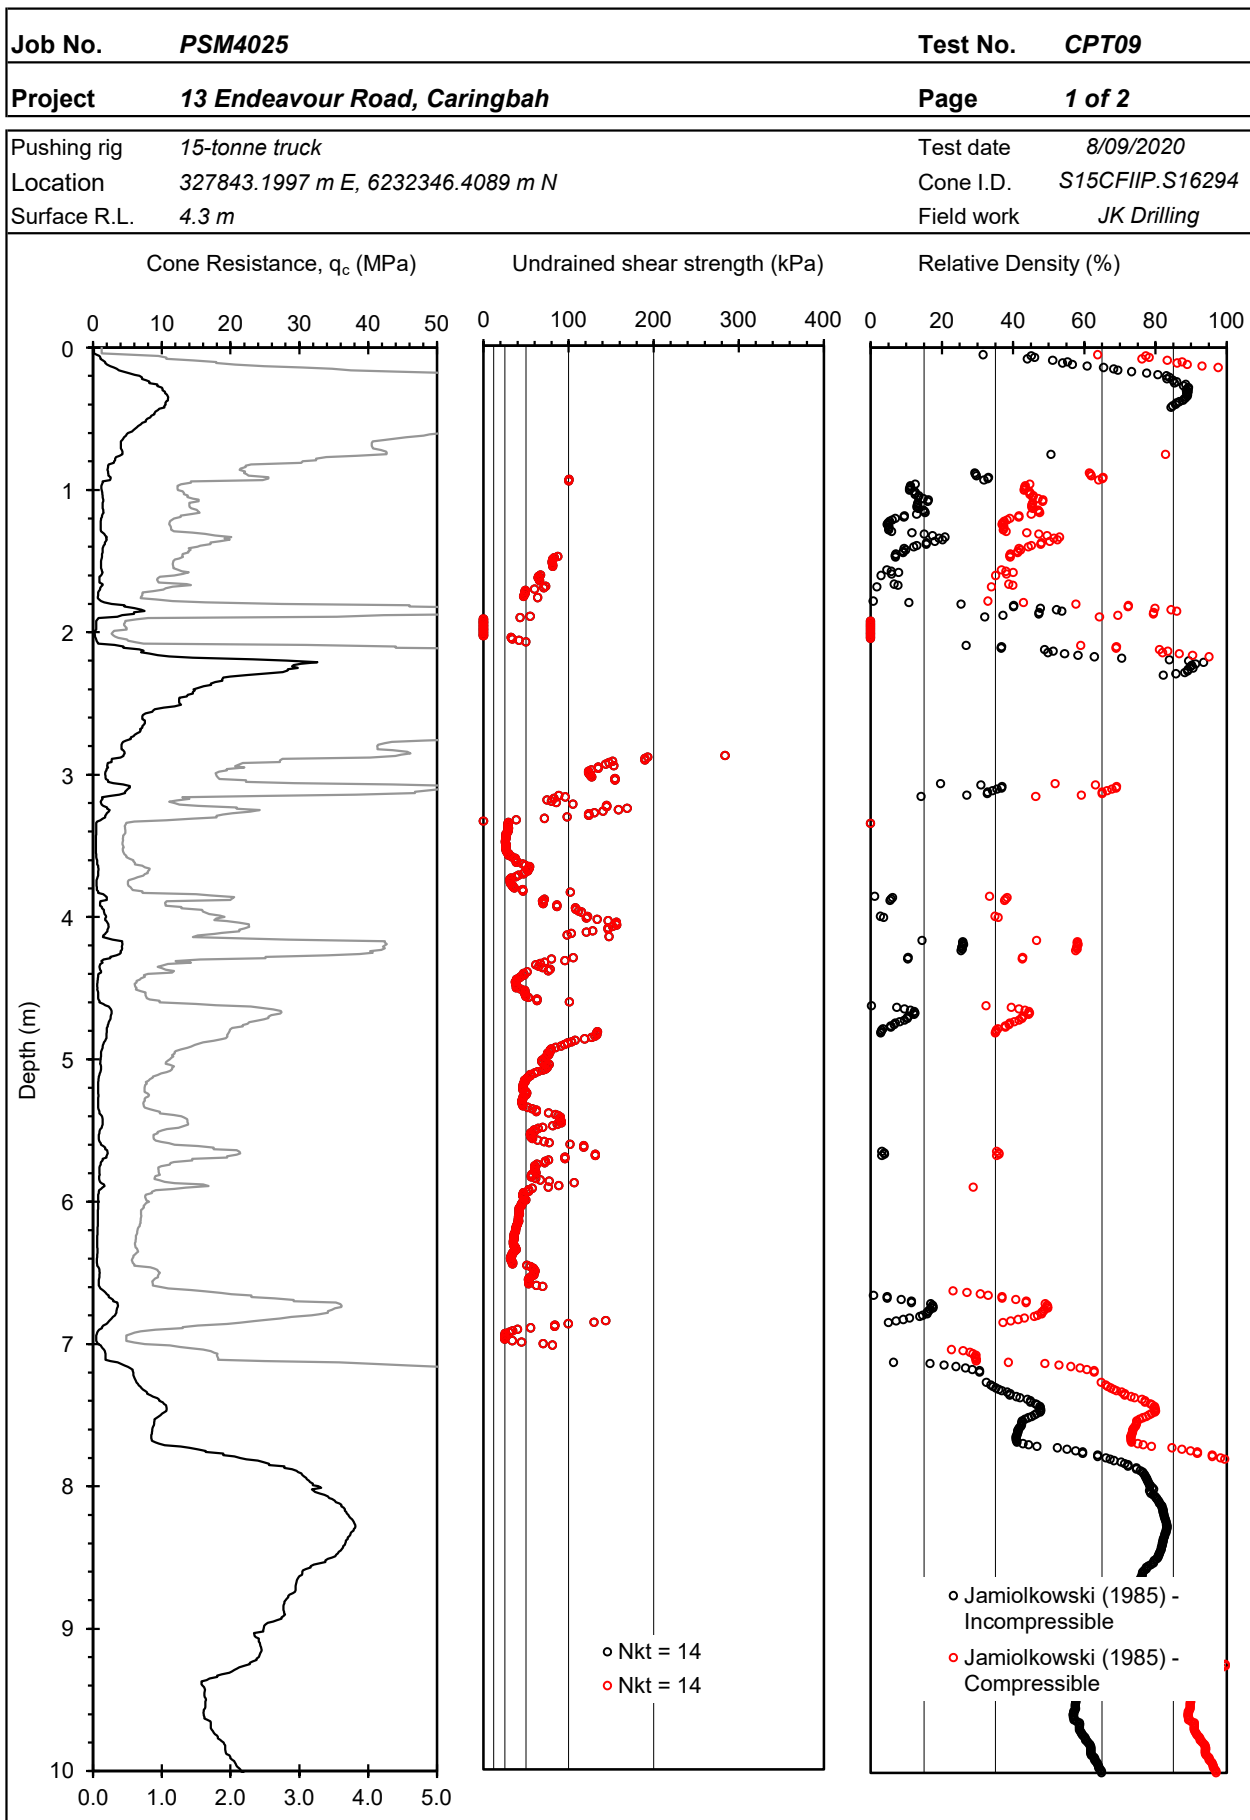 Job No. PSM4025 Test No. CPT09
Project 13 Endeavour Road, Caringbah Page 1 of 2
Pushing rig 15-tonne truck Test date 8/09/2020
Location 327843.1997 m E, 6232346.4089 m N Cone I.D. S15CFIIP.S16294
Surface R.L. 4.3 m Field work JK Drilling
Cone Resistance, qc (MPa) Undrained shear strength (kPa) Relative Density (%)
0 10 20 30 40 50 0 100 200 300 400 0 20 40 60 80 100
0
1
2
3
4
5
6
7
8
9
10
Depth (m)
Nkt = 14
Nkt = 14
Jamiolkowski (1985) -
Incompressible
Jamiolkowski (1985) -
Compressible
0.0 1.0 2.0 3.0 4.0 5.0